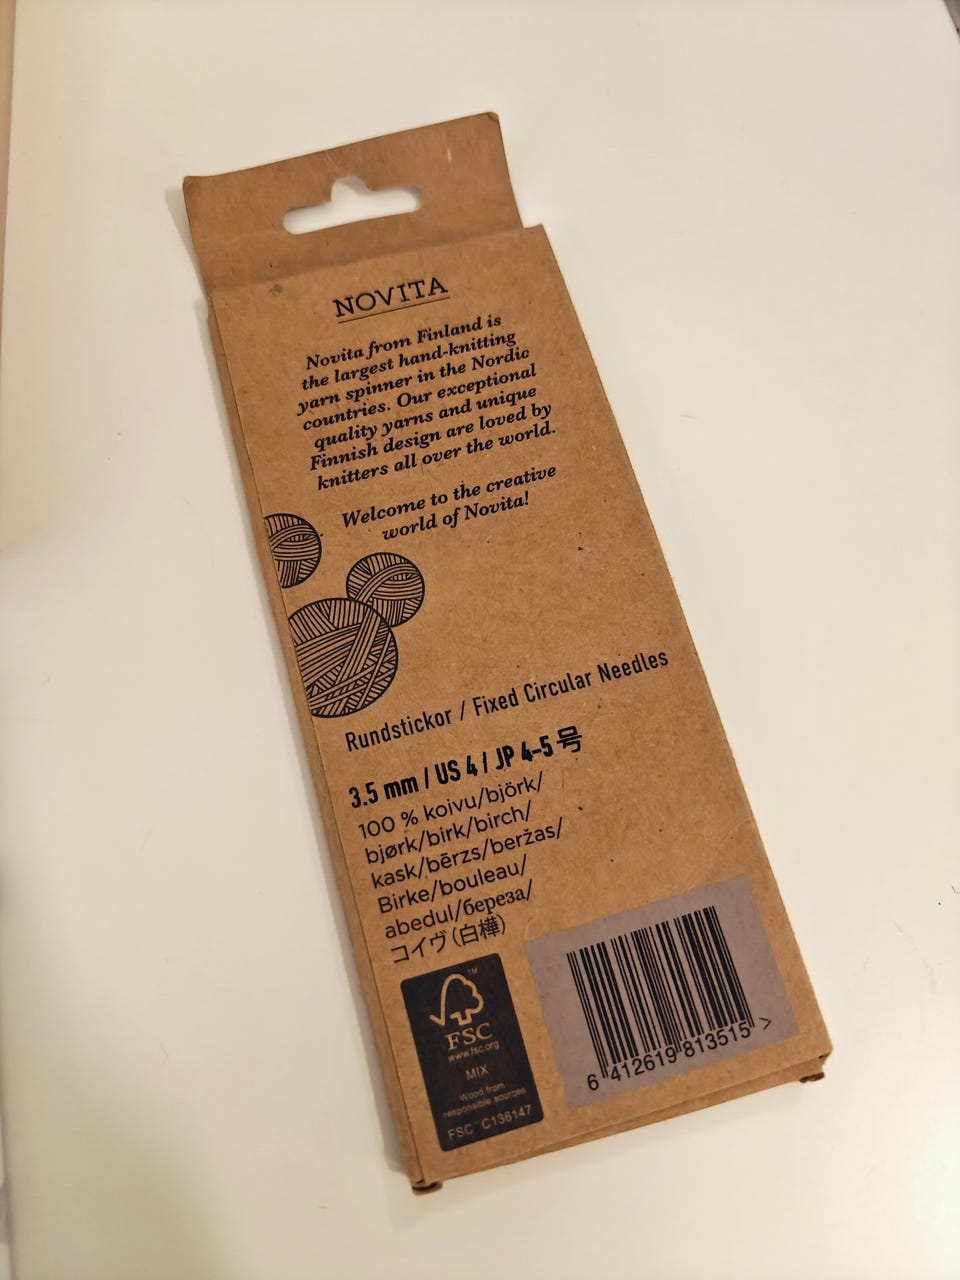 NOVITA
Novita from Finland is
the largest hand-knitting
yarn spinner in the Nordic
countries. Our exceptional
quality yarns and unique
Finnish design are loved by
knitters all over the world.
Welcome to the creative
world of Novita!
Rundstickor / Fixed Circular Needles
3.5 mm / US 4 / JP 4–5 号
100 % koivu/björk/
bjørk/birk/birch/
kask/bērzs/beržas/
Birke/bouleau/
abedul/береза/
コイヴ (白樺)
TM
FSC
www.fsc.org
MIX
Wood from
responsible sources
FSC™ C136147
6 412619 813515 >